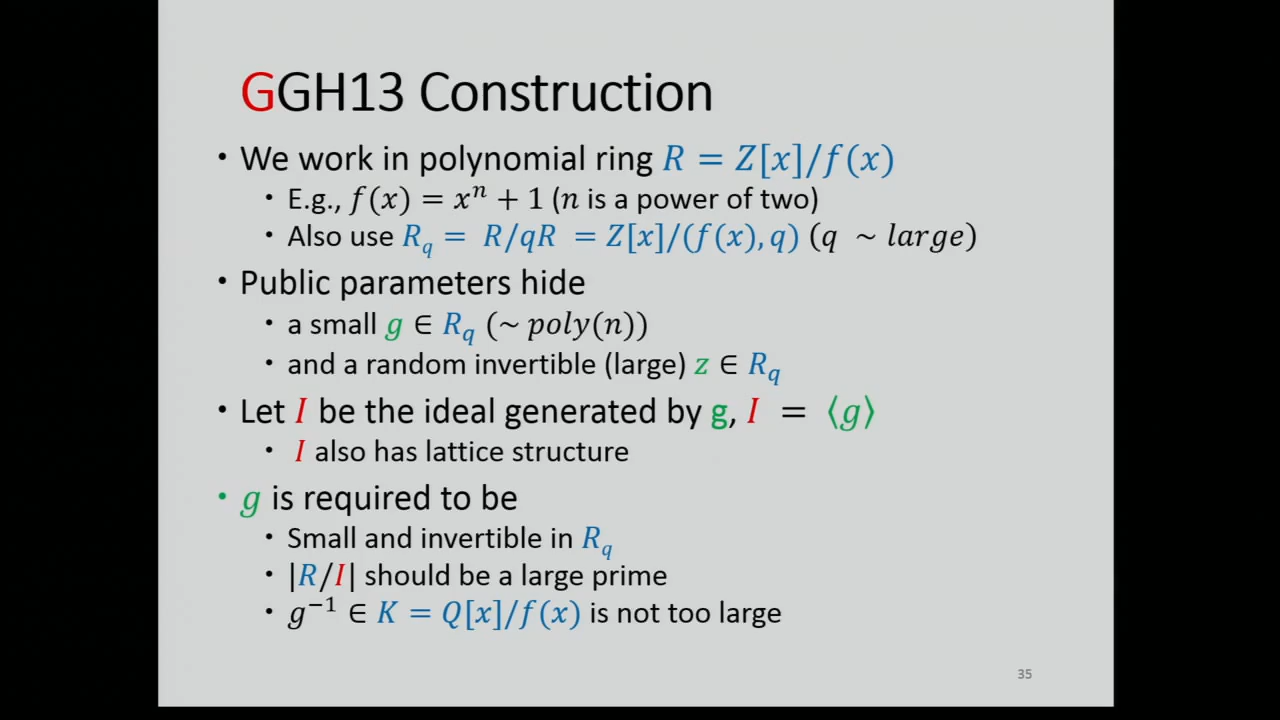 GGH13 Construction
• We work in polynomial ring R = Z[x]/f(x)
• E.g., f(x) = xⁿ + 1 (n is a power of two)
• Also use R_q = R/qR = Z[x]/(f(x), q) (q ~ large)
• Public parameters hide
• a small g ∈ R_q (~ poly(n))
• and a random invertible (large) z ∈ R_q
• Let I be the ideal generated by g, I = ⟨g⟩
• I also has lattice structure
• g is required to be
• Small and invertible in R_q
• |R/I| should be a large prime
• g⁻¹ ∈ K = Q[x]/f(x) is not too large
35